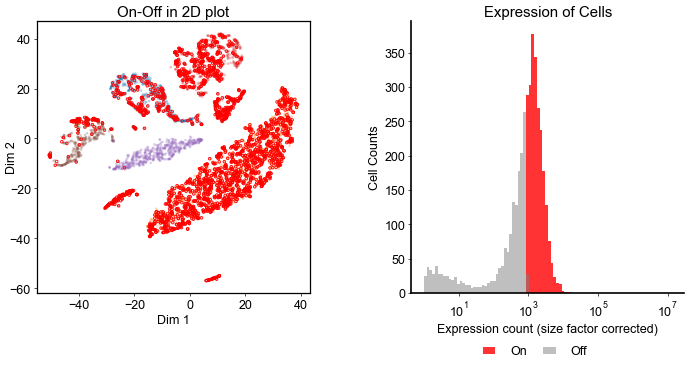 On-Off in 2D plot
40
20
0
−20
−40
−60
Dim 2
−40 −20 0 20 40
Dim 1
Expression of Cells
350
300
250
200
150
100
50
0
Cell Counts
10^1 10^3 10^5 10^7
Expression count (size factor corrected)
On Off